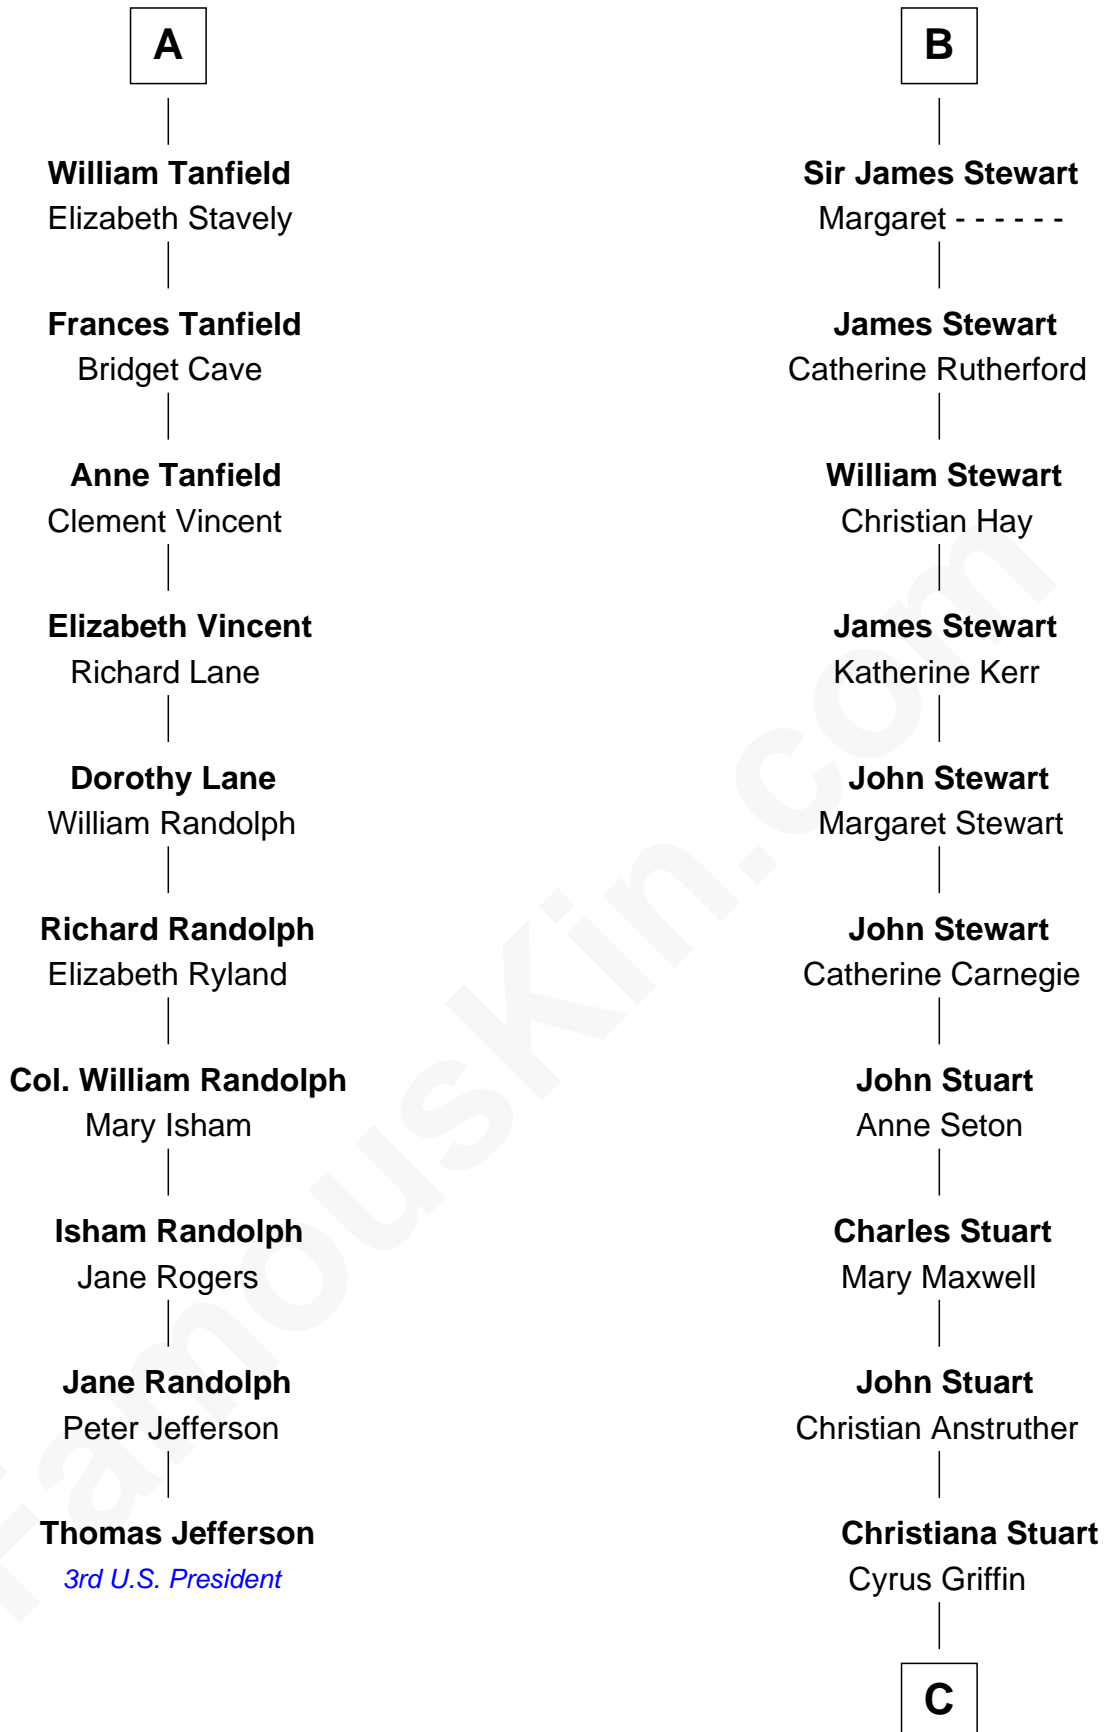 A
William Tanfield
Elizabeth Stavely
Frances Tanfield
Bridget Cave
Anne Tanfield
Clement Vincent
Elizabeth Vincent
Richard Lane
Dorothy Lane
William Randolph
Richard Randolph
Elizabeth Ryland
Col. William Randolph
Mary Isham
Isham Randolph
Jane Rogers
Jane Randolph
Peter Jefferson
Thomas Jefferson
3rd U.S. President
B
Sir James Stewart
Margaret - - - - - -
James Stewart
Catherine Rutherford
William Stewart
Christian Hay
James Stewart
Katherine Kerr
John Stewart
Margaret Stewart
John Stewart
Catherine Carnegie
John Stuart
Anne Seton
Charles Stuart
Mary Maxwell
John Stuart
Christian Anstruther
Christiana Stuart
Cyrus Griffin
C
FamousKin.com